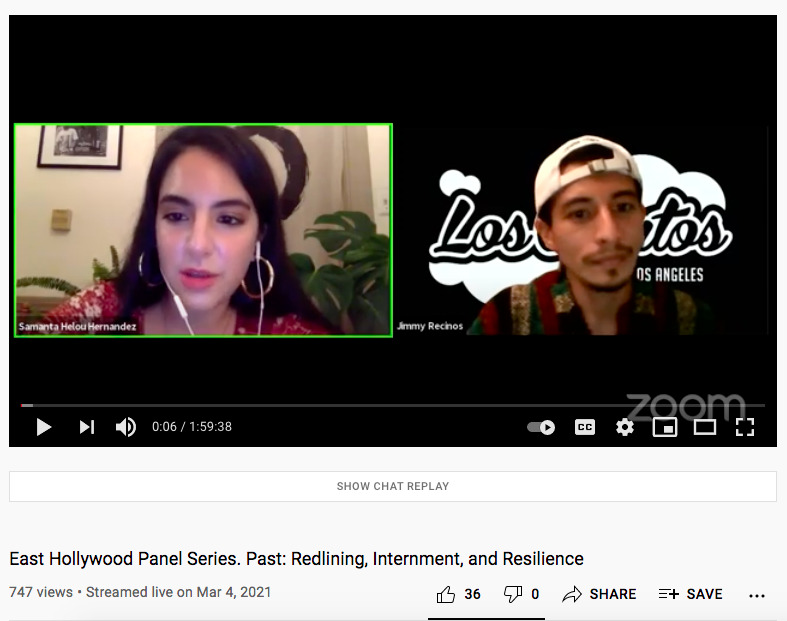 Samanta Helou Hernandez
Los
tos
OS ANGELES
Jimmy Recinos
zoom
0:06 / 1:59:38
CC
SHOW CHAT REPLAY
East Hollywood Panel Series. Past: Redlining, Internment, and Resilience
747 views • Streamed live on Mar 4, 2021
36
0
SHARE
SAVE